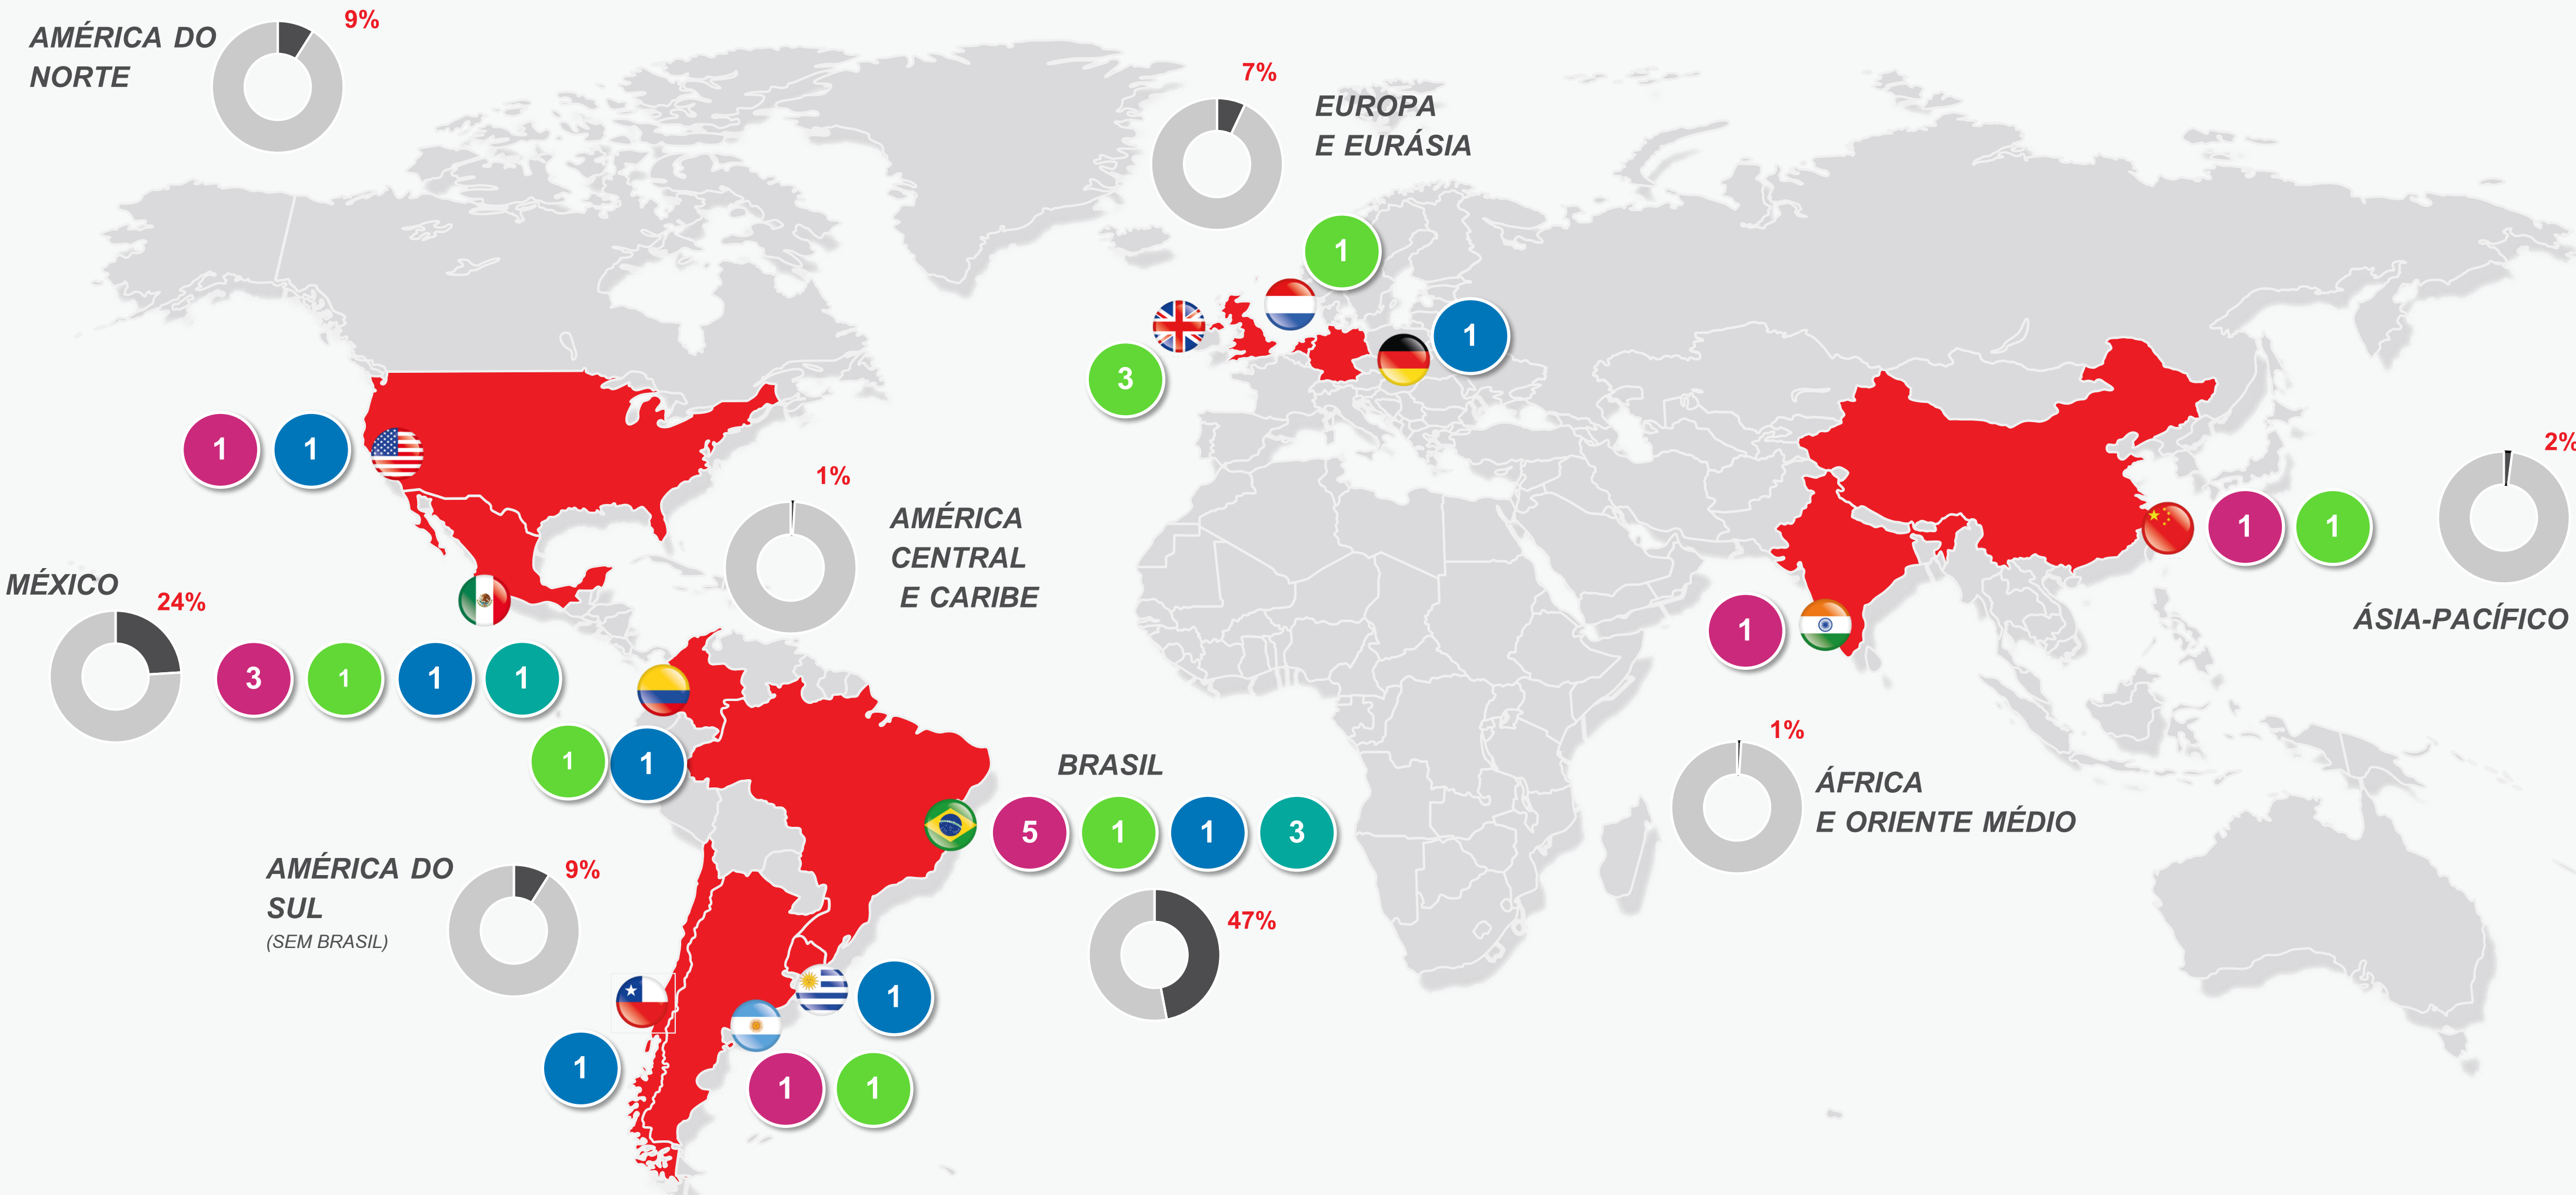 AMÉRICA DO
NORTE
9%
7%
EUROPA
E EURÁSIA
1
1
3
1
1
1%
AMÉRICA
CENTRAL
E CARIBE
2%
1
1
ÁSIA-PACÍFICO
MÉXICO
24%
3
1
1
1
1
1
1
BRASIL
5
1
1
3
47%
1%
ÁFRICA
E ORIENTE MÉDIO
AMÉRICA DO
SUL
(SEM BRASIL)
9%
1
1
1
1